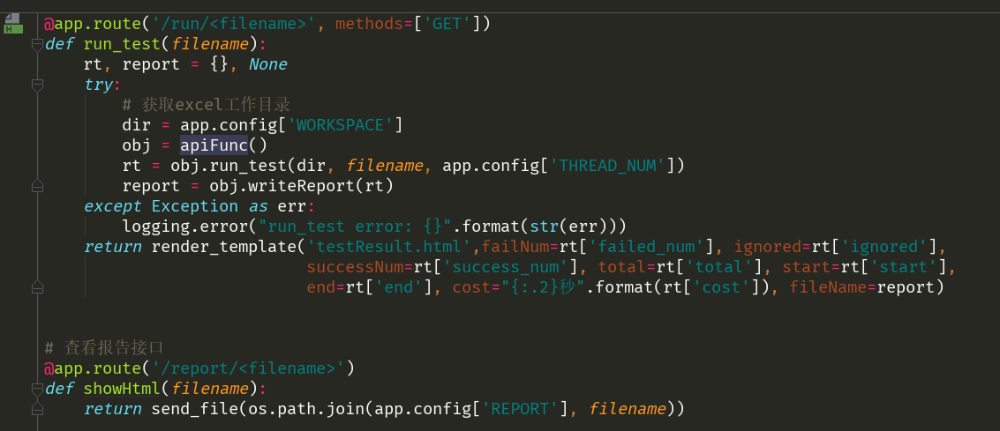 @app.route('/run/<filename>', methods=['GET'])
def run_test(filename):
    rt, report = {}, None
    try:
        # 获取excel工作目录
        dir = app.config['WORKSPACE']
        obj = apiFunc()
        rt = obj.run_test(dir, filename, app.config['THREAD_NUM'])
        report = obj.writeReport(rt)
    except Exception as err:
        logging.error("run_test error: {}".format(str(err)))
    return render_template('testResult.html',failNum=rt['failed_num'], ignored=rt['ignored'],
                           successNum=rt['success_num'], total=rt['total'], start=rt['start'],
                           end=rt['end'], cost="{:.2}秒".format(rt['cost']), fileName=report)
# 查看报告接口
@app.route('/report/<filename>')
def showHtml(filename):
    return send_file(os.path.join(app.config['REPORT'], filename))